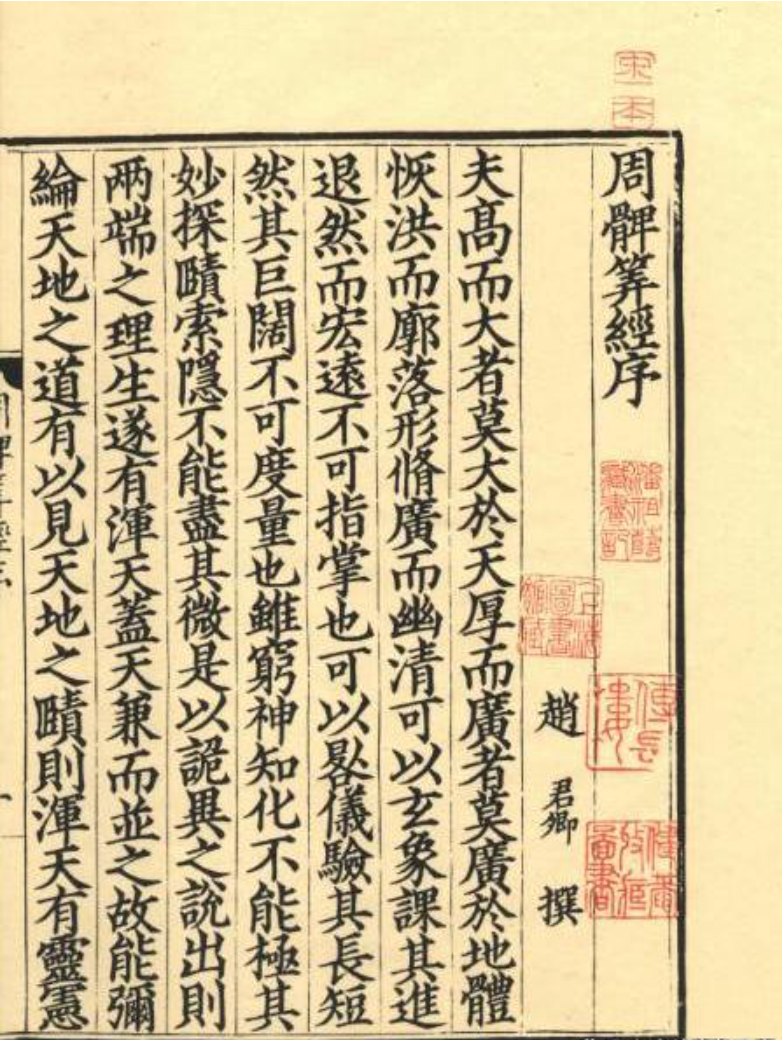 宋本
周髀筭經序
趙君卿撰
夫髙而大者莫大於天厚而廣者莫廣於地體
恢洪而廓落形脩廣而幽清可以玄象課其進
退然而宏遠不可指掌也可以晷儀驗其長短
然其巨闊不可度量也雖窮神知化不能極其
妙探賾索隱不能盡其微是以詭異之說出則
兩端之理生遂有渾天蓋天兼而並之故能彌
綸天地之道有以見天地之賾則渾天有靈憲